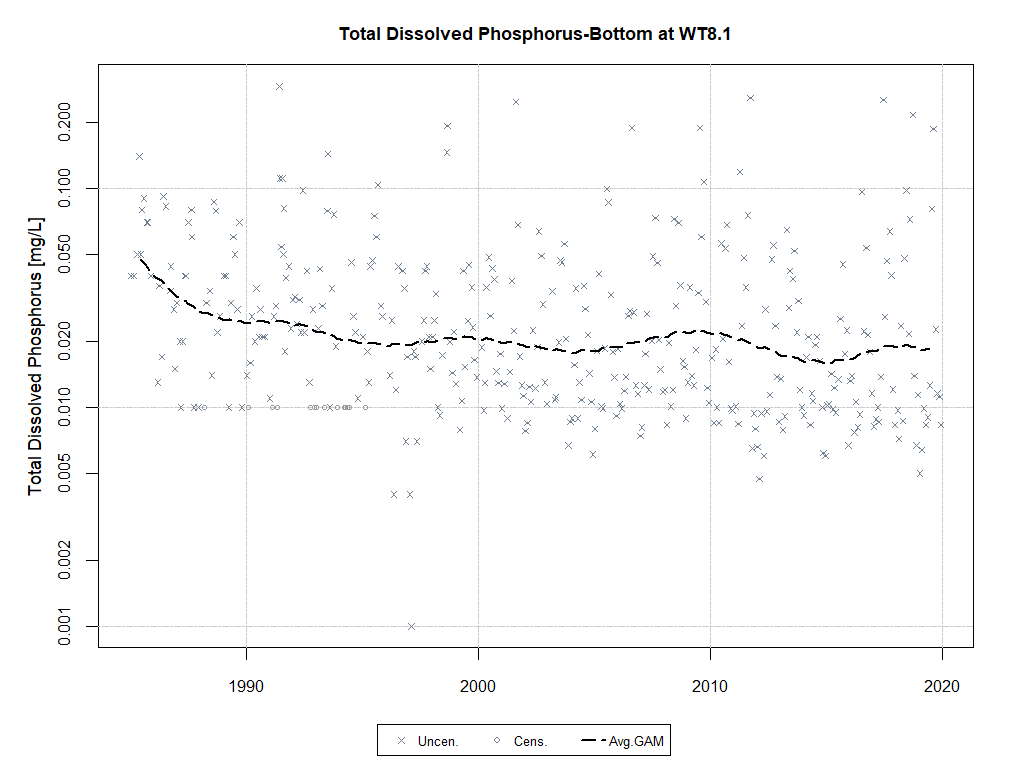 Total Dissolved Phosphorus-Bottom at WT8.1
Total Dissolved Phosphorus [mg/L]
0.200
0.100
0.050
0.020
0.010
0.005
0.002
0.001
1990 2000 2010 2020
Uncen. Cens. Avg.GAM